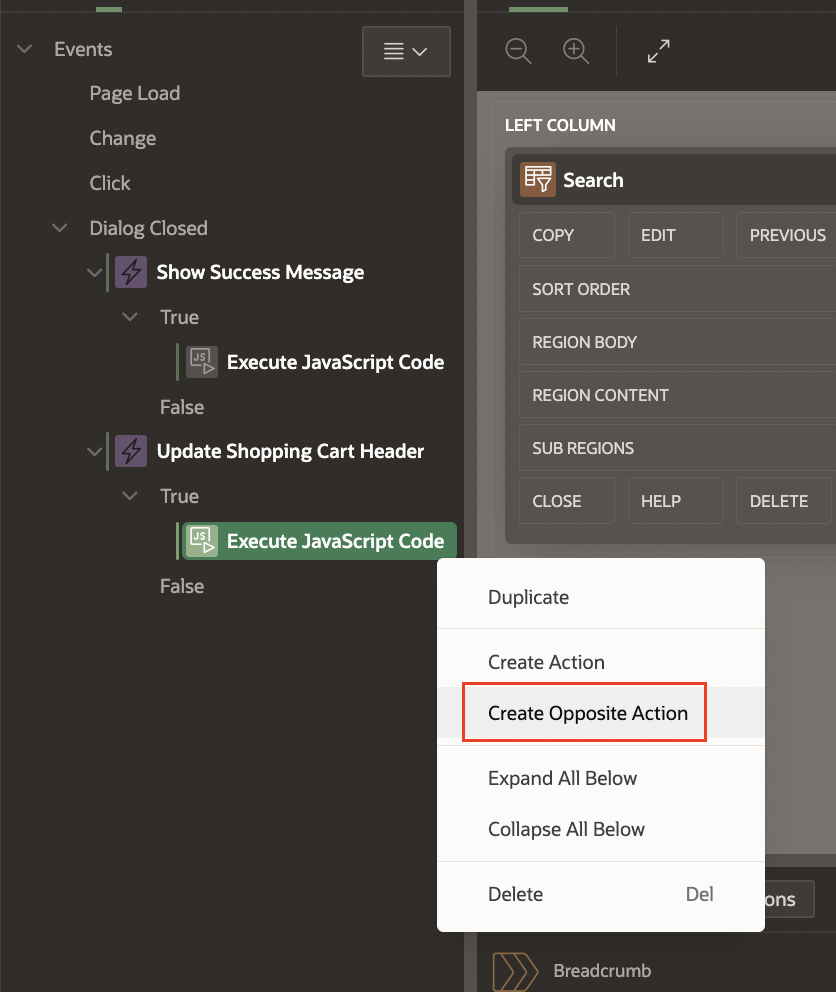 Events
Page Load
Change
Click
Dialog Closed
Show Success Message
True
JS
Execute JavaScript Code
False
Update Shopping Cart Header
True
JS
Execute JavaScript Code
False
LEFT COLUMN
Search
COPY EDIT PREVIOUS
SORT ORDER
REGION BODY
REGION CONTENT
SUB REGIONS
CLOSE HELP DELETE
Duplicate
Create Action
Create Opposite Action
Expand All Below
Collapse All Below
Delete Del
ons
Breadcrumb